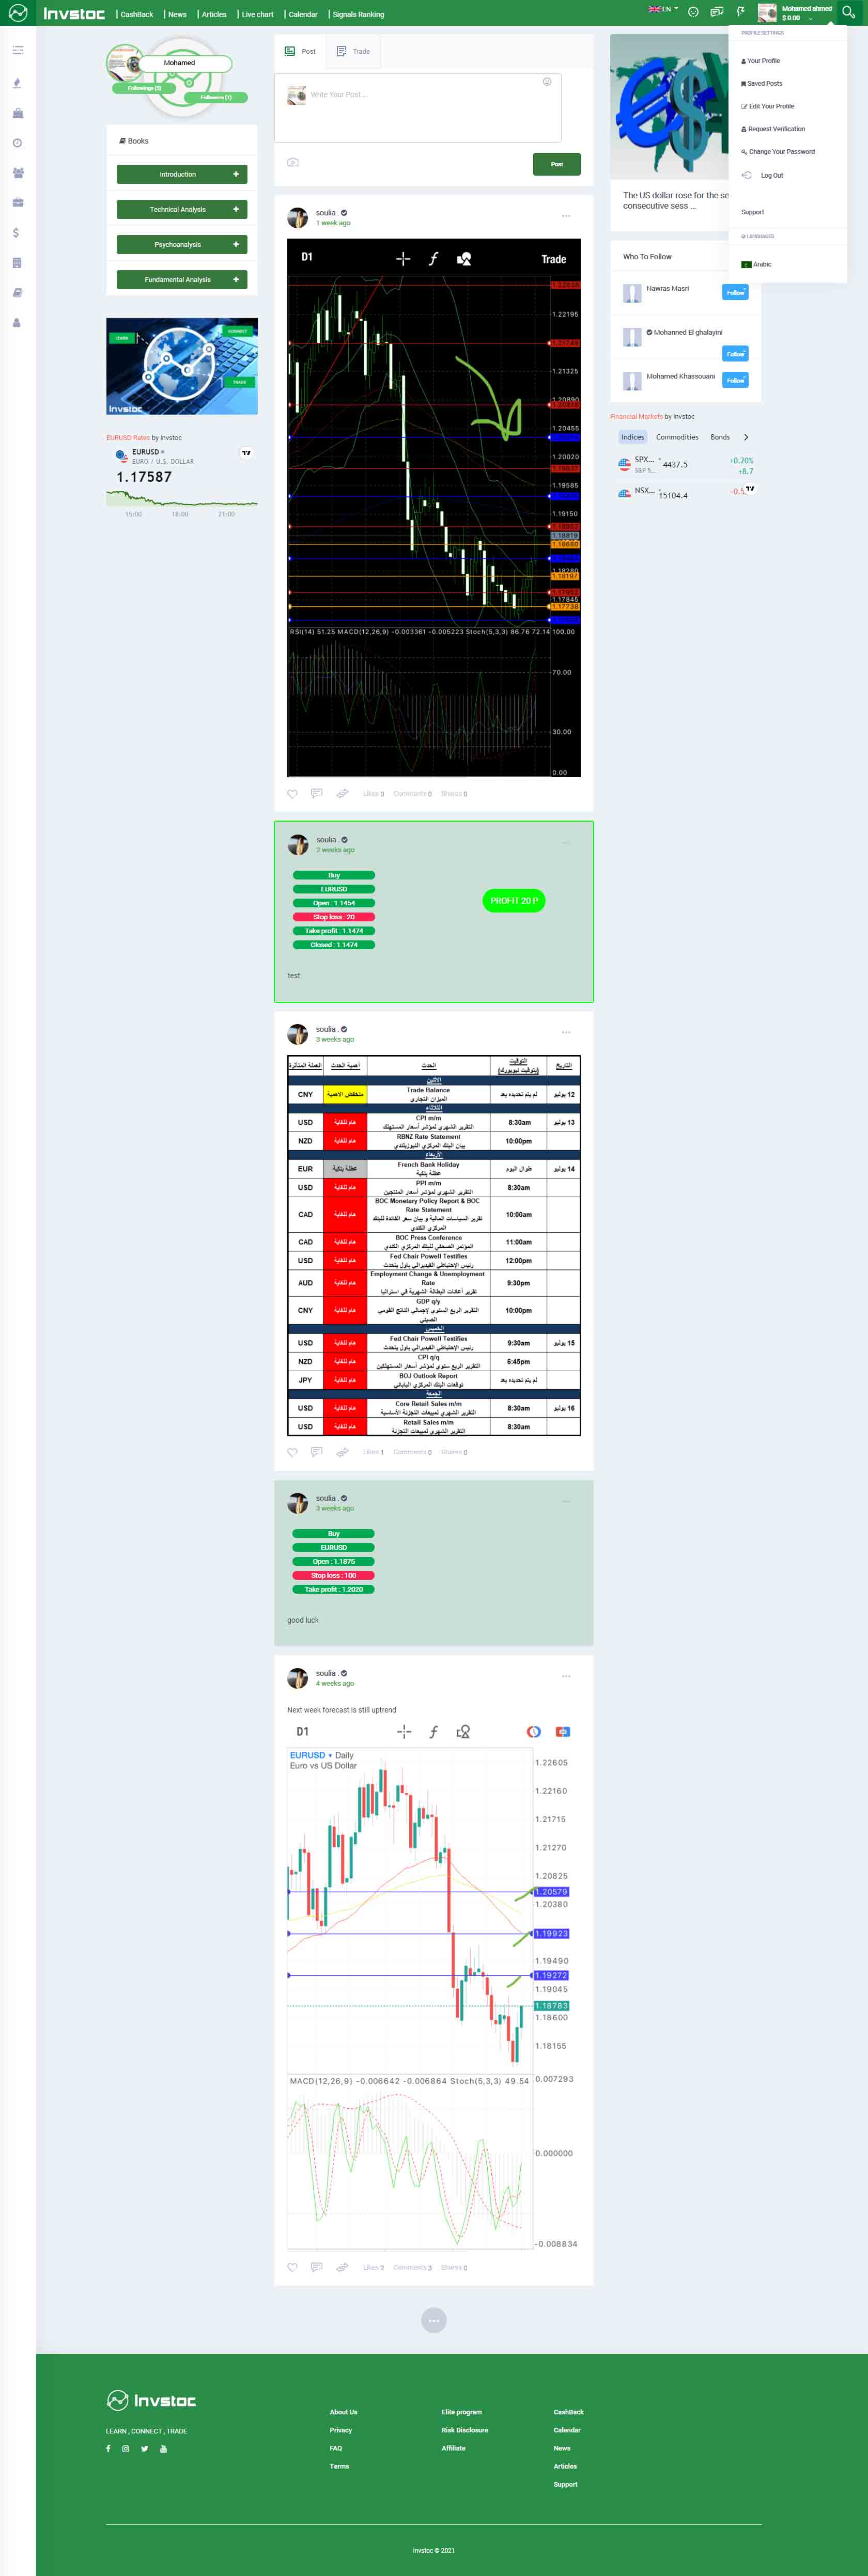 Invstoc
CashBack
News
Articles
Live chart
Calendar
Signals Ranking
EN
Mohamed ahmed
$ 0.00
PROFILE SETTINGS
Your Profile
Saved Posts
Edit Your Profile
Request Verification
Change Your Password
Log Out
Support
LANGUAGES
Arabic
Mohamed
Followings (5)
Followers (7)
Books
Introduction
Technical Analysis
Psychoanalysis
Fundamental Analysis
LEARN
CONNECT
TRADE
Invstoc
EURUSD Rates by invstoc
EURUSD
EURO / U.S. DOLLAR
1.17587
15:00
18:00
21:00
Post
Trade
Write Your Post ...
Post
soulia .
1 week ago
D1
Trade
1.22195
1.21325
1.20890
1.20455
1.20020
1.19585
1.19150
1.18819
1.18680
1.18280
1.18197
1.17845
1.17738
RSI(14) 51.25 MACD(12,26,9) -0.003361 -0.005223 Stoch(5,3,3) 86.76 72.14
100.00
70.00
30.00
0.00
Likes 0
Comments 0
Shares 0
soulia .
2 weeks ago
Buy
EURUSD
Open : 1.1454
Stop loss : 20
Take profit : 1.1474
Closed : 1.1474
PROFIT 20 P
test
soulia .
3 weeks ago
التاريخ
التوقيت
(بتوقيت نيويورك)
الحدث
أهمية الحدث
العملة المتأثرة
الاثنين
12 يوليو
لم يتم تحديده بعد
Trade Balance
الميزان التجاري
منخفض الاهمية
CNY
الثلاثاء
13 يوليو
8:30am
CPI m/m
التقرير الشهري لمؤشر أسعار المستهلك
هام للغاية
USD
10:00pm
RBNZ Rate Statement
بيان البنك المركزي النيوزيلندي
هام للغاية
NZD
الأربعاء
14 يوليو
طوال اليوم
French Bank Holiday
عطلة بنكية
عطلة بنكية
EUR
8:30am
PPI m/m
التقرير الشهري لمؤشر أسعار المنتجين
هام للغاية
USD
10:00am
BOC Monetary Policy Report & BOC
Rate Statement
تقرير السياسات المالية و بيان سعر الفائدة للبنك
المركزي الكندي
هام للغاية
CAD
11:00am
BOC Press Conference
المؤتمر الصحفي للبنك المركزي الكندي
هام للغاية
CAD
12:00pm
Fed Chair Powell Testifies
رئيس الإحتياطي الفيدرالي باول يتحدث
هام للغاية
USD
9:30pm
Employment Change & Unemployment
Rate
تقرير أعانات البطالة الشهرية في استراليا
هام للغاية
AUD
10:00pm
GDP q/y
التقرير الربع السنوي لإجمالي الناتج القومي
الصيني
هام للغاية
CNY
الخميس
15 يوليو
9:30am
Fed Chair Powell Testifies
رئيس الإحتياطي الفيدرالي باول يتحدث
هام للغاية
USD
6:45pm
CPI q/q
التقرير الربع سنوي لمؤشر أسعار المستهلكين
هام للغاية
NZD
لم يتم تحديده بعد
BOJ Outlook Report
توقعات البنك المركزي الياباني
هام للغاية
JPY
الجمعة
16 يوليو
8:30am
Core Retail Sales m/m
التقرير الشهري لمبيعات التجزئة الأساسية
هام للغاية
USD
8:30am
Retail Sales m/m
التقرير الشهري لمبيعات التجزئة
هام للغاية
USD
Likes 1
Comments 0
Shares 0
soulia .
3 weeks ago
Buy
EURUSD
Open : 1.1875
Stop loss : 100
Take profit : 1.2020
good luck
soulia .
4 weeks ago
Next week forecast is still uptrend
D1
EURUSD ▾ Daily
Euro vs US Dollar
1.22605
1.22160
1.21715
1.21270
1.20825
1.20579
1.20380
1.19923
1.19490
1.19272
1.19045
1.18783
1.18600
1.18155
MACD(12,26,9) -0.006642 -0.006864 Stoch(5,3,3) 49.54
0.007293
0.000000
-0.008834
Likes 2
Comments 3
Shares 0
The US dollar rose for the se
consecutive sess ...
Who To Follow
Nawras Masri
Follow
Mohanned El ghalayini
Follow
Mohamed Khassouani
Follow
Financial Markets by invstoc
Indices
Commodities
Bonds
SPX...
S&P 5...
4437.5
+0.20%
+8.7
NSX...
15104.4
Invstoc
LEARN , CONNECT , TRADE
About Us
Privacy
FAQ
Terms
Elite program
Risk Disclosure
Affiliate
CashBack
Calendar
News
Articles
Support
invstoc © 2021